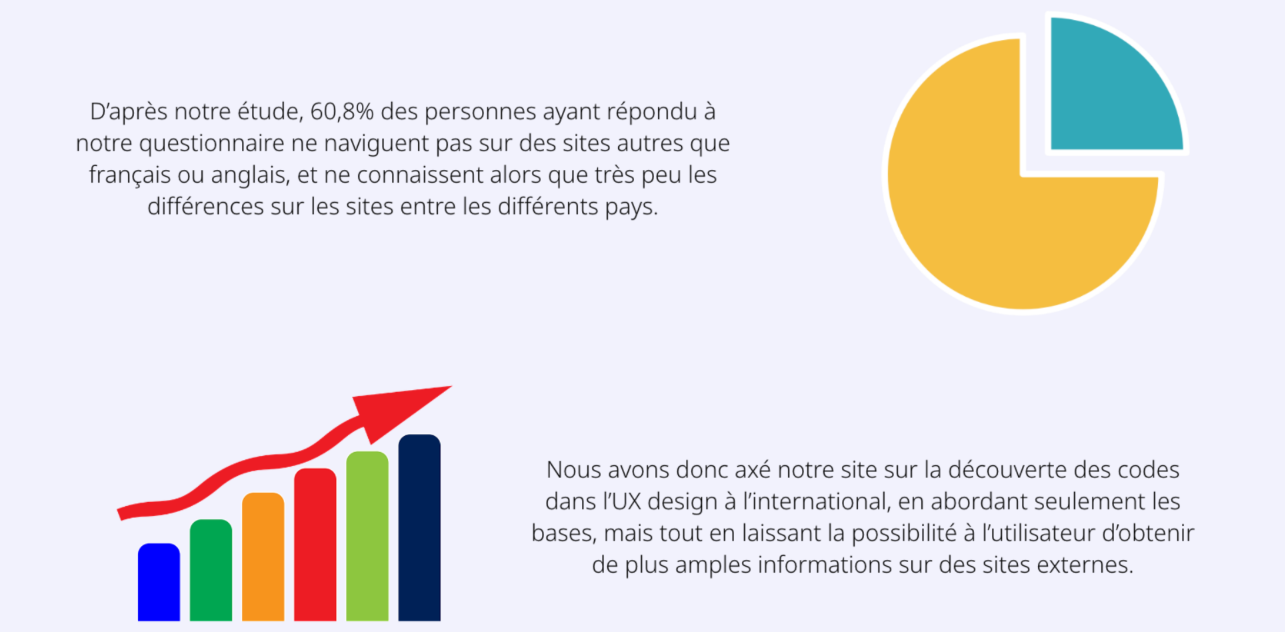 D’après notre étude, 60,8% des personnes ayant répondu à
notre questionnaire ne naviguent pas sur des sites autres que
français ou anglais, et ne connaissent alors que très peu les
différences sur les sites entre les différents pays.
Nous avons donc axé notre site sur la découverte des codes
dans l’UX design à l’international, en abordant seulement les
bases, mais tout en laissant la possibilité à l’utilisateur d’obtenir
de plus amples informations sur des sites externes.